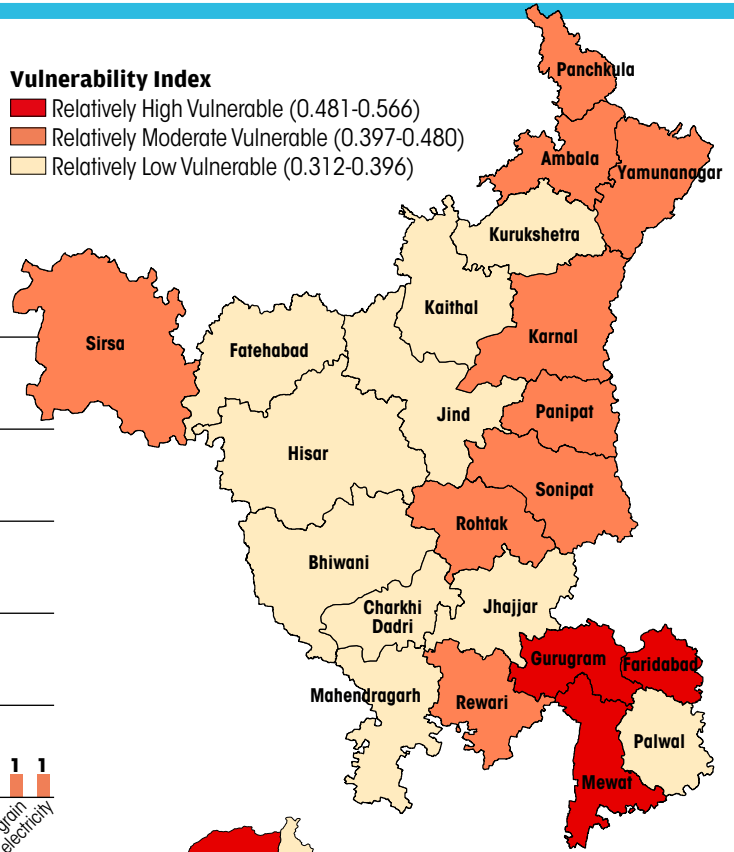 Vulnerability Index
Relatively High Vulnerable (0.481-0.566)
Relatively Moderate Vulnerable (0.397-0.480)
Relatively Low Vulnerable (0.312-0.396)
Panchkula
Ambala
Yamunanagar
Kurukshetra
Kaithal
Karnal
Sirsa
Fatehabad
Jind
Panipat
Hisar
Sonipat
Rohtak
Bhiwani
Charkhi
Dadri
Jhajjar
Gurugram
Faridabad
Mahendragarh
Rewari
Palwal
Mewat
1 1
grain
electricity